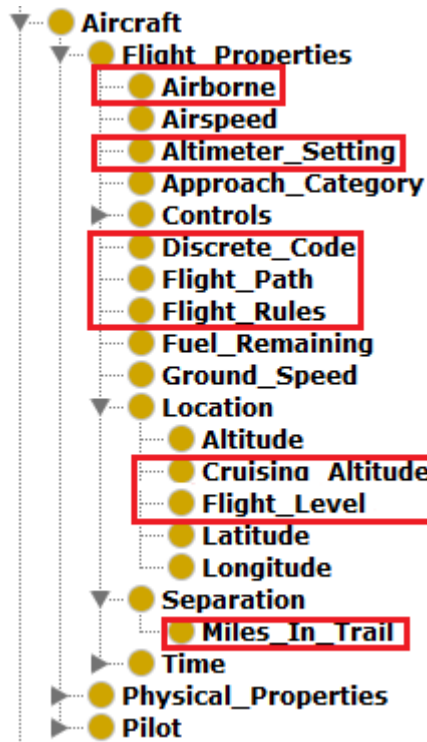 Aircraft
Flight_Properties
Airborne
Airspeed
Altimeter_Setting
Approach_Category
Controls
Discrete_Code
Flight_Path
Flight_Rules
Fuel_Remaining
Ground_Speed
Location
Altitude
Cruising_Altitude
Flight_Level
Latitude
Longitude
Separation
Miles_In_Trail
Time
Physical_Properties
Pilot